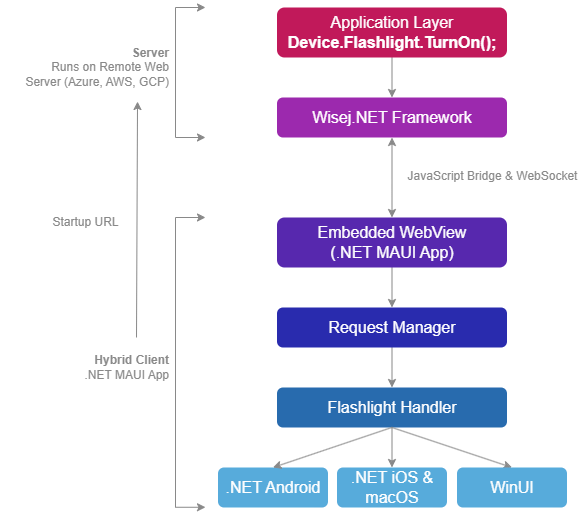 Application Layer
Device.Flashlight.TurnOn();
Server
Runs on Remote Web
Server (Azure, AWS, GCP)
Wisej.NET Framework
JavaScript Bridge & WebSocket
Startup URL
Embedded WebView
(.NET MAUI App)
Request Manager
Hybrid Client
.NET MAUI App
Flashlight Handler
.NET Android
.NET iOS &
macOS
WinUI